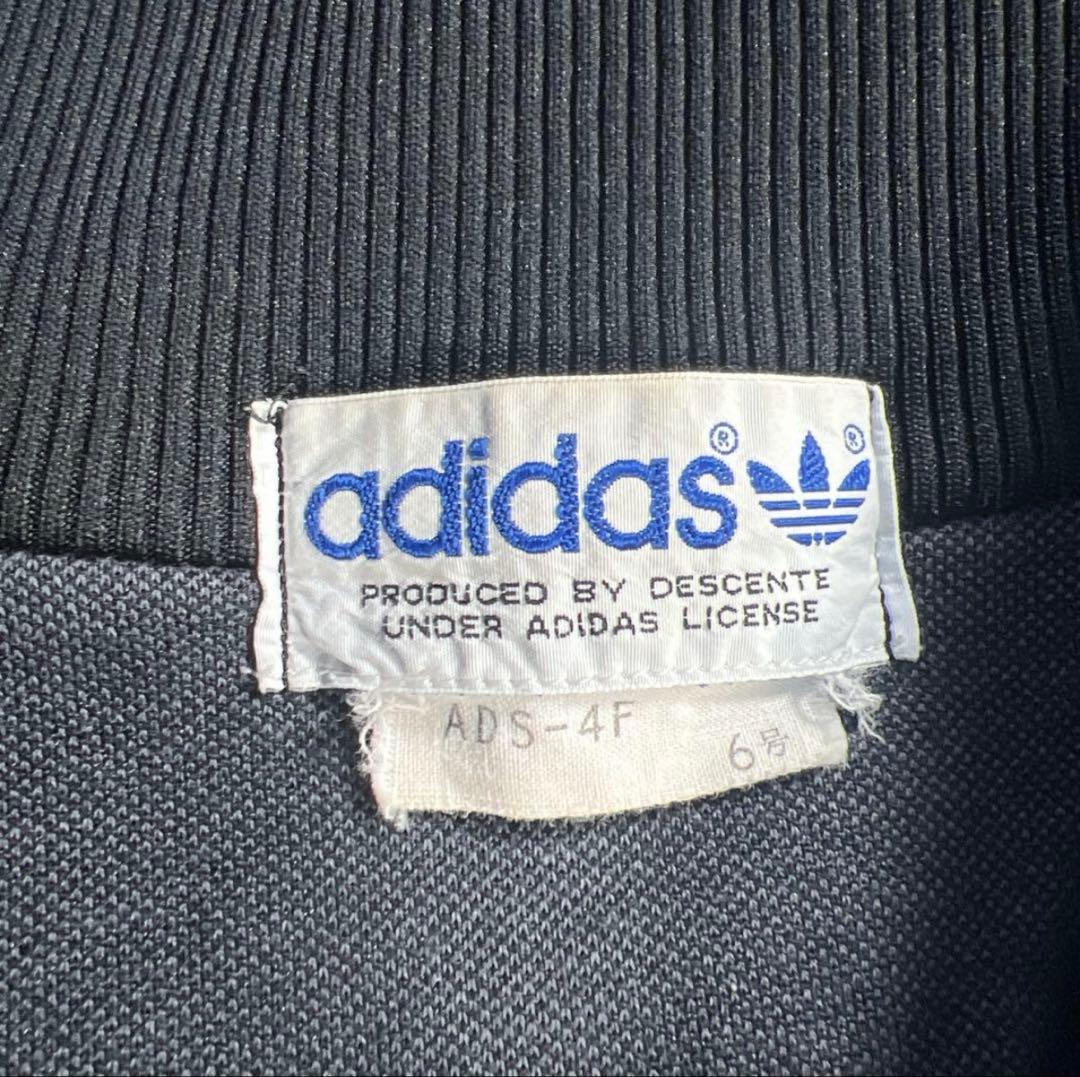 adidas®®
PRODUCED BY DESCENTE
UNDER ADIDAS LICENSE
ADS-4F
6号